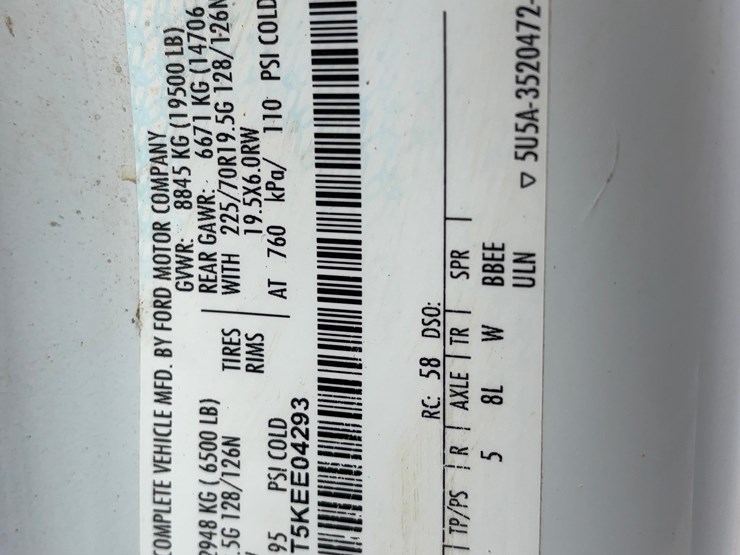 COMPLETE VEHICLE MFD. BY FORD MOTOR COMPANY
GVWR: 8845 KG (19500 LB)
2948 KG ( 6500 LB) REAR GAWR: 6671 KG (14706
.5G 128/126N TIRES WITH 225/70R19.5G 128/126N
RIMS 19.5X6.0RW
95 PSI COLD AT 760 kPa/ 110 PSI COLD
T5KEE04293
RC: 58 DSO:
TP/PS | R | AXLE | TR | SPR |
5 8L W BBEE
ULN ▽ 5U5A-3520472-